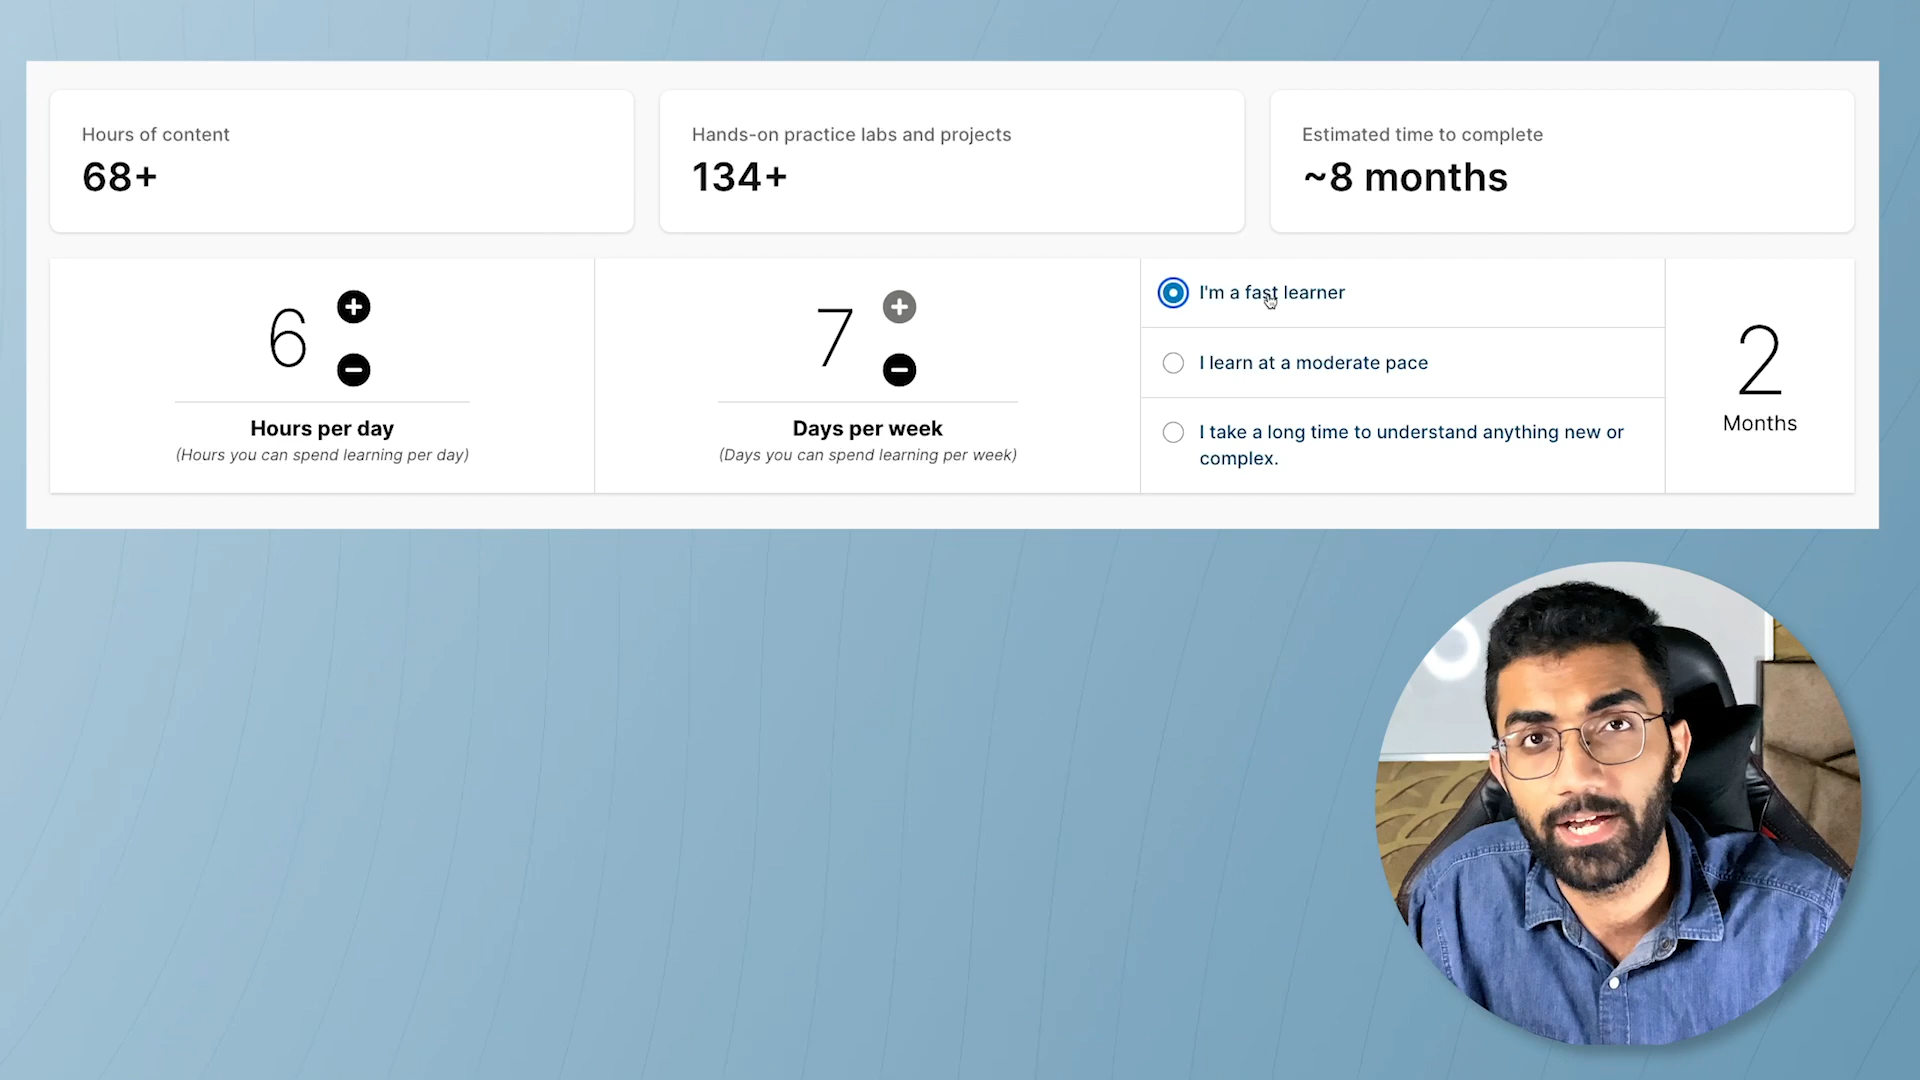 Hours of content
68+
Hands-on practice labs and projects
134+
Estimated time to complete
~8 months
6
Hours per day
(Hours you can spend learning per day)
7
Days per week
(Days you can spend learning per week)
I'm a fast learner
I learn at a moderate pace
I take a long time to understand anything new or
complex.
2
Months